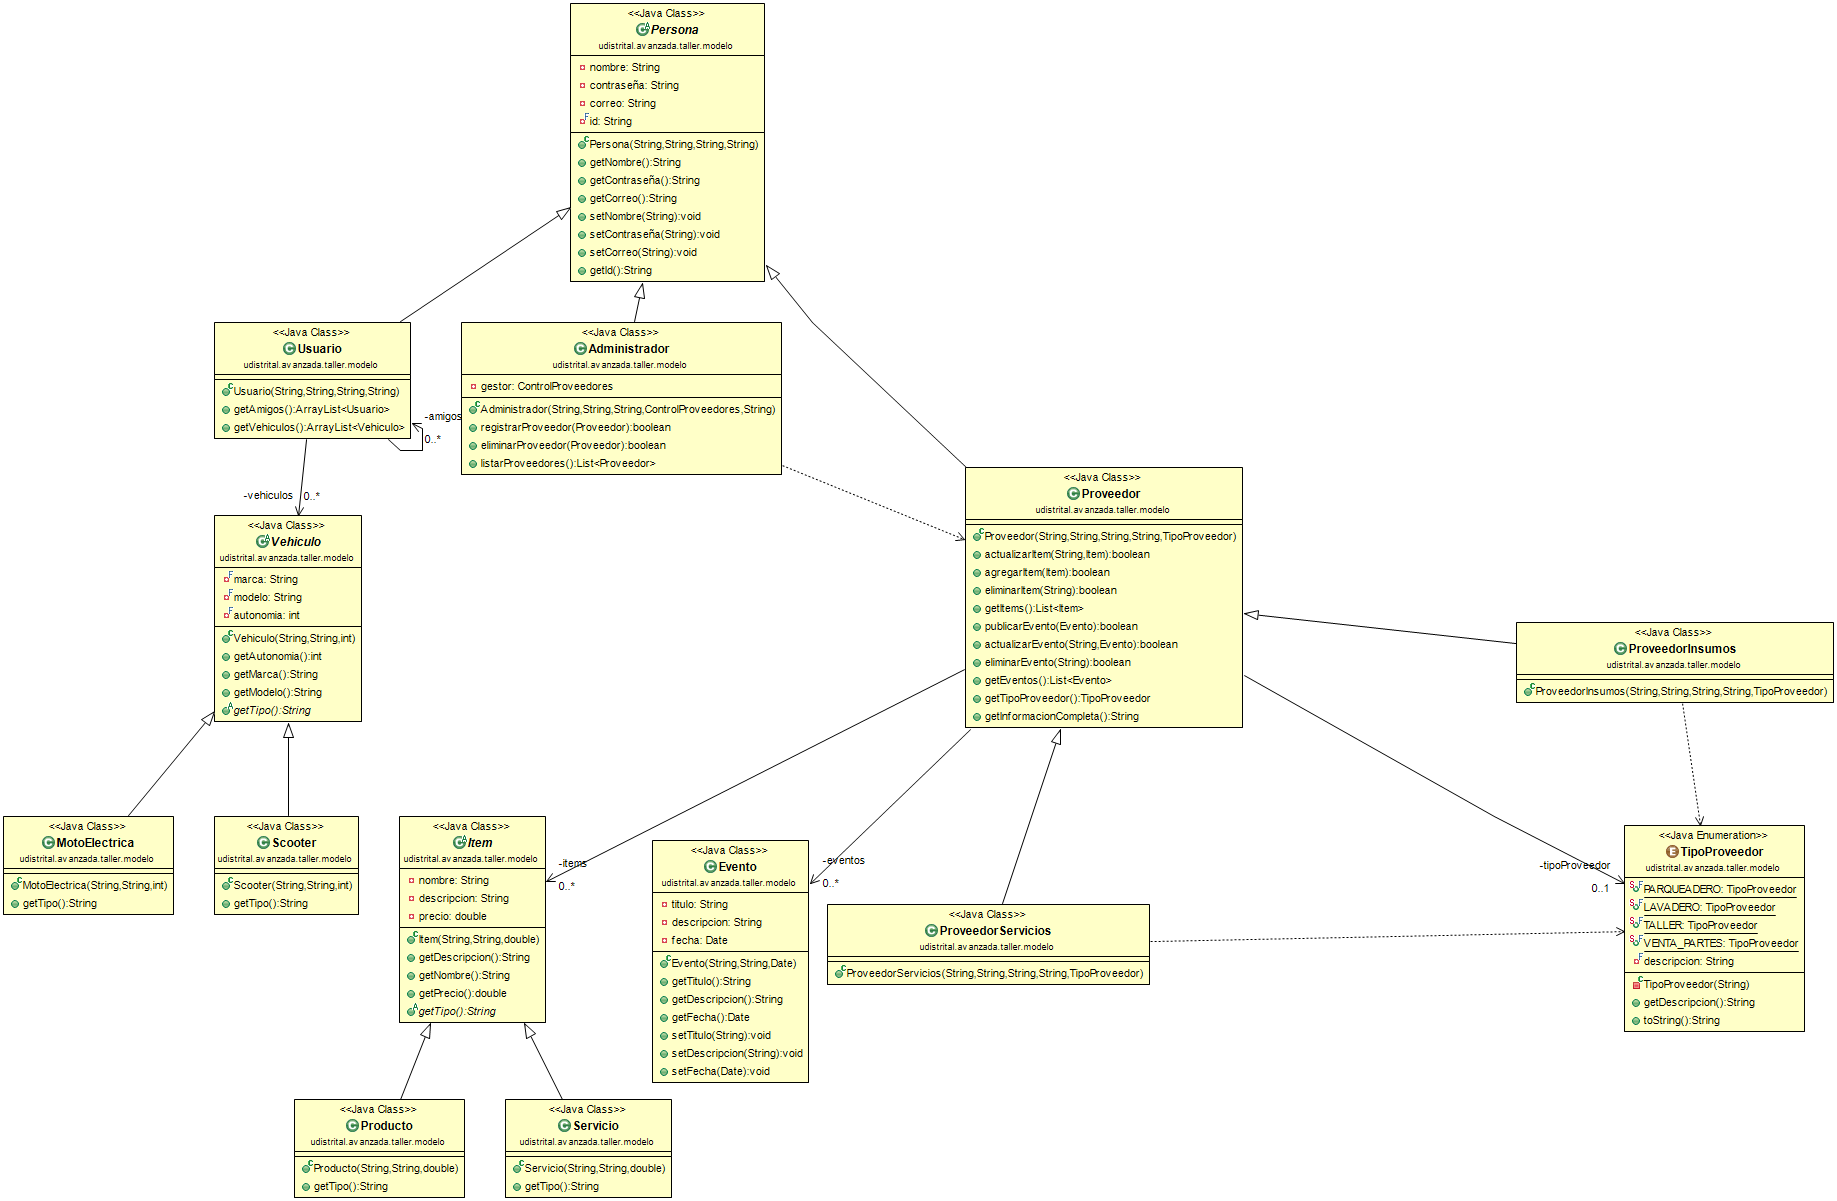 <<Java Class>>
Persona
udistrital.avanzada.taller.modelo
nombre: String
contraseña: String
correo: String
id: String
Persona(String,String,String,String)
getNombre():String
getContraseña():String
getCorreo():String
setNombre(String):void
setContraseña(String):void
setCorreo(String):void
getId():String
<<Java Class>>
Usuario
udistrital.avanzada.taller.modelo
Usuario(String,String,String,String)
getAmigos():ArrayList<Usuario>
getVehiculos():ArrayList<Vehiculo>
-amigos
0..*
-vehiculos
0..*
<<Java Class>>
Administrador
udistrital.avanzada.taller.modelo
gestor: ControlProveedores
Administrador(String,String,String,ControlProveedores,String)
registrarProveedor(Proveedor):boolean
eliminarProveedor(Proveedor):boolean
listarProveedores():List<Proveedor>
<<Java Class>>
Proveedor
udistrital.avanzada.taller.modelo
Proveedor(String,String,String,String,TipoProveedor)
actualizarItem(String,Item):boolean
agregarItem(Item):boolean
eliminarItem(String):boolean
getItems():List<Item>
publicarEvento(Evento):boolean
actualizarEvento(String,Evento):boolean
eliminarEvento(String):boolean
getEventos():List<Evento>
getTipoProveedor():TipoProveedor
getInformacionCompleta():String
<<Java Class>>
Vehiculo
udistrital.avanzada.taller.modelo
marca: String
modelo: String
autonomia: int
Vehiculo(String,String,int)
getAutonomia():int
getMarca():String
getModelo():String
getTipo():String
<<Java Class>>
ProveedorInsumos
udistrital.avanzada.taller.modelo
ProveedorInsumos(String,String,String,String,TipoProveedor)
<<Java Class>>
MotoElectrica
udistrital.avanzada.taller.modelo
MotoElectrica(String,String,int)
getTipo():String
<<Java Class>>
Scooter
udistrital.avanzada.taller.modelo
Scooter(String,String,int)
getTipo():String
<<Java Class>>
Item
udistrital.avanzada.taller.modelo
nombre: String
descripcion: String
precio: double
Item(String,String,double)
getDescripcion():String
getNombre():String
getPrecio():double
getTipo():String
-items
0..*
<<Java Class>>
Evento
udistrital.avanzada.taller.modelo
titulo: String
descripcion: String
fecha: Date
Evento(String,String,Date)
getTitulo():String
getDescripcion():String
getFecha():Date
setTitulo(String):void
setDescripcion(String):void
setFecha(Date):void
-eventos
0..*
<<Java Class>>
ProveedorServicios
udistrital.avanzada.taller.modelo
ProveedorServicios(String,String,String,String,TipoProveedor)
-tipoProveedor
0..1
<<Java Enumeration>>
TipoProveedor
udistrital.avanzada.taller.modelo
PARQUEADERO: TipoProveedor
LAVADERO: TipoProveedor
TALLER: TipoProveedor
VENTA_PARTES: TipoProveedor
descripcion: String
TipoProveedor(String)
getDescripcion():String
toString():String
<<Java Class>>
Producto
udistrital.avanzada.taller.modelo
Producto(String,String,double)
getTipo():String
<<Java Class>>
Servicio
udistrital.avanzada.taller.modelo
Servicio(String,String,double)
getTipo():String